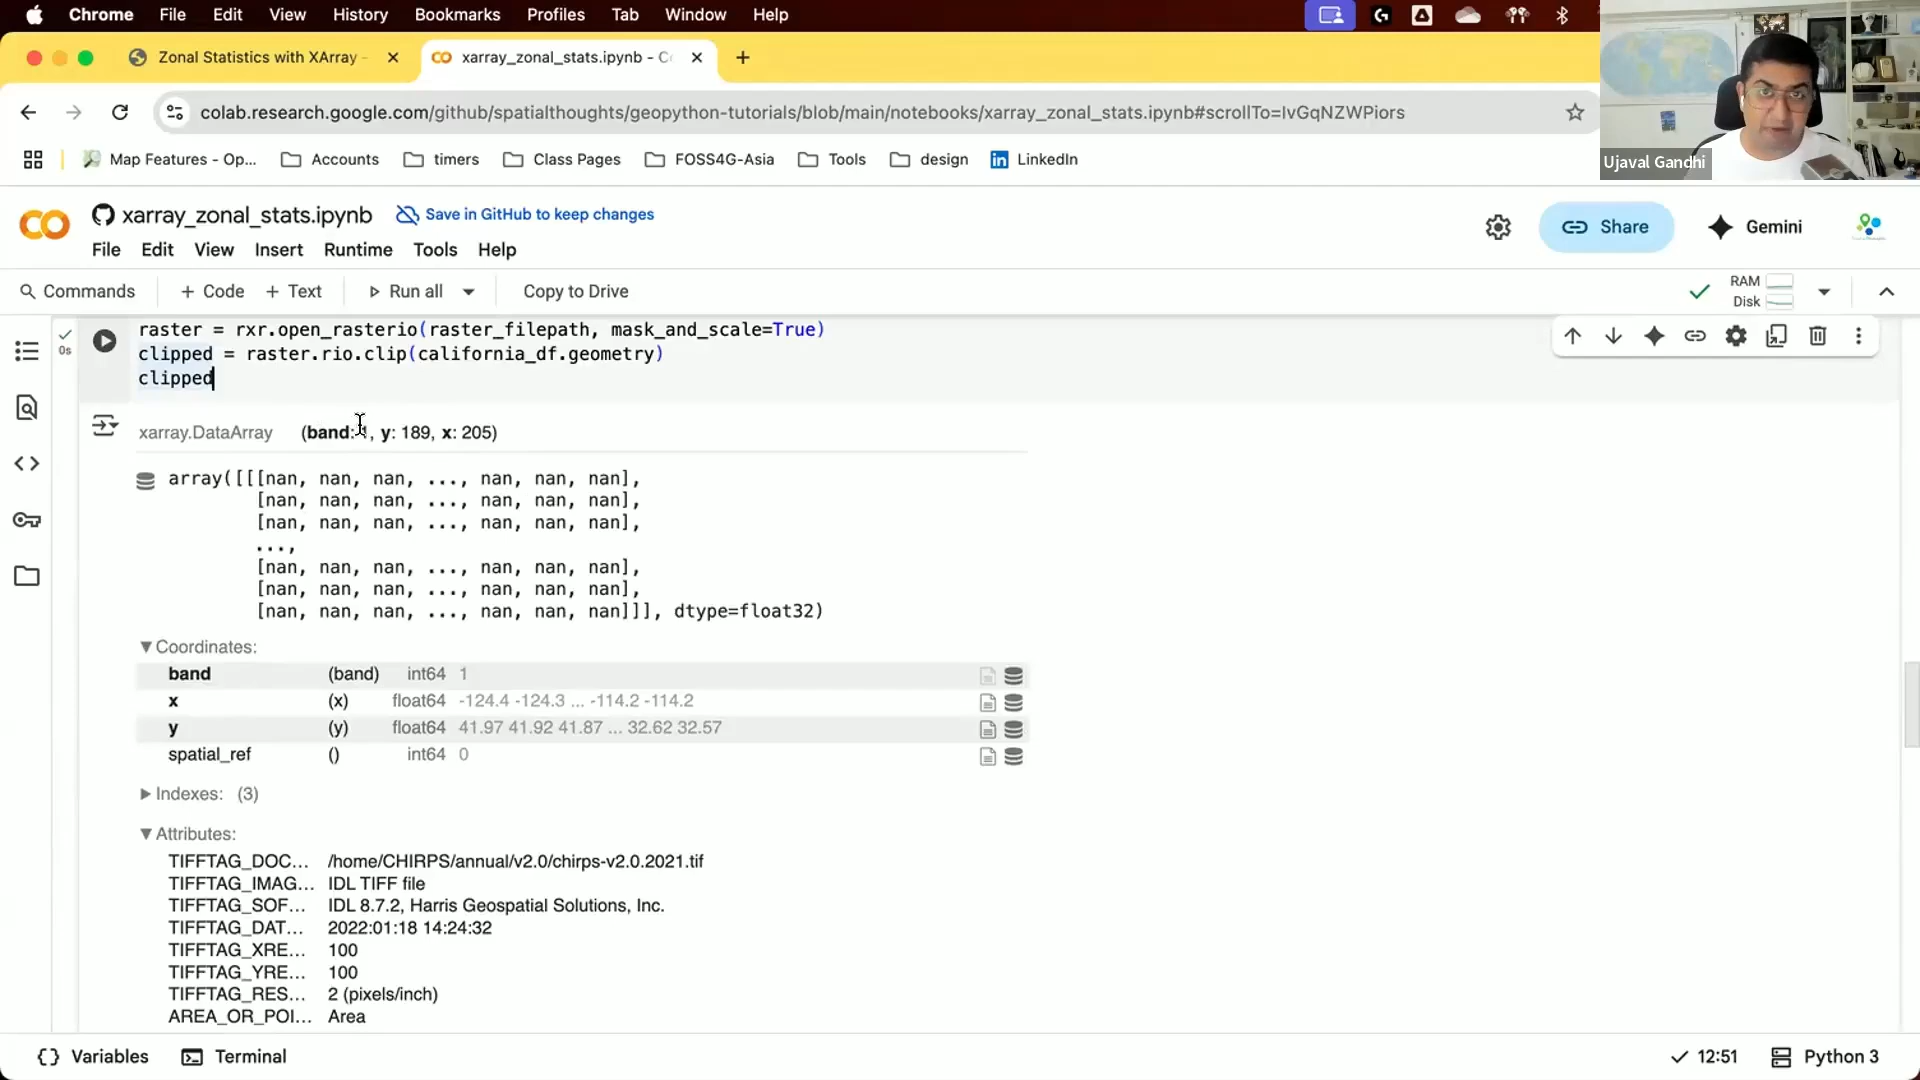 Chrome File Edit View History Bookmarks Profiles Tab Window Help
Zonal Statistics with XArray - xarray_zonal_stats.ipynb - C
colab.research.google.com/github/spatialthoughts/geopython-tutorials/blob/main/notebooks/xarray_zonal_stats.ipynb#scrollTo=IvGqNZWPiors
Map Features - Op... Accounts timers Class Pages FOSS4G-Asia Tools design LinkedIn
Ujaval Gandhi
xarray_zonal_stats.ipynb Save in GitHub to keep changes
File Edit View Insert Runtime Tools Help
Share Gemini
Commands + Code + Text Run all Copy to Drive
RAM
Disk
0s
raster = rxr.open_rasterio(raster_filepath, mask_and_scale=True)
clipped = raster.rio.clip(california_df.geometry)
clipped
xarray.DataArray (band: 1, y: 189, x: 205)
array([[[nan, nan, nan, ..., nan, nan, nan],
[nan, nan, nan, ..., nan, nan, nan],
[nan, nan, nan, ..., nan, nan, nan],
...,
[nan, nan, nan, ..., nan, nan, nan],
[nan, nan, nan, ..., nan, nan, nan],
[nan, nan, nan, ..., nan, nan, nan]]], dtype=float32)
▼Coordinates:
band (band) int64 1
x (x) float64 -124.4 -124.3 ... -114.2 -114.2
y (y) float64 41.97 41.92 41.87 ... 32.62 32.57
spatial_ref () int64 0
►Indexes: (3)
▼Attributes:
TIFFTAG_DOC... /home/CHIRPS/annual/v2.0/chirps-v2.0.2021.tif
TIFFTAG_IMAG... IDL TIFF file
TIFFTAG_SOF... IDL 8.7.2, Harris Geospatial Solutions, Inc.
TIFFTAG_DAT... 2022:01:18 14:24:32
TIFFTAG_XRE... 100
TIFFTAG_YRE... 100
TIFFTAG_RES... 2 (pixels/inch)
AREA_OR_POI... Area
{} Variables Terminal 12:51 Python 3